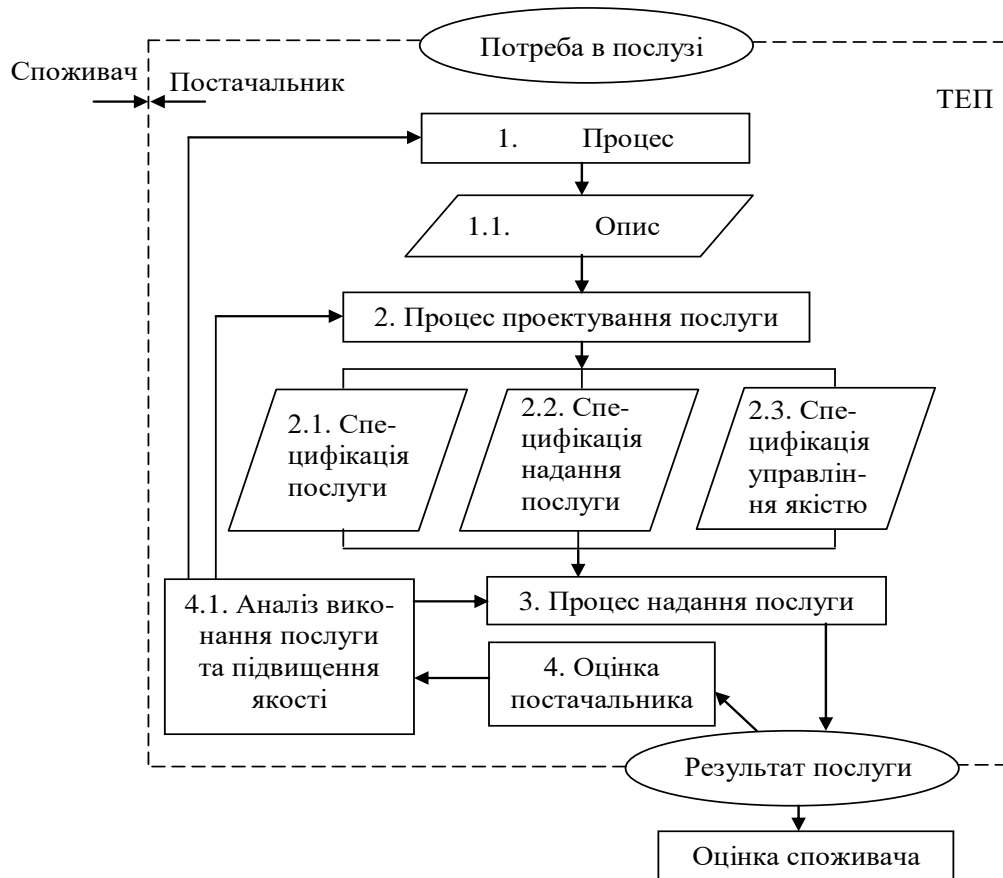 Потреба в послузі
Споживач
Постачальник
ТЕП
1. Процес
1.1. Опис
2. Процес проектування послуги
2.1. Спе-
цифікація
послуги
2.2. Спе-
цифікація
надання
послуги
2.3. Спе-
цифікація
управлін-
ня якістю
4.1. Аналіз вико-
нання послуги
та підвищення
якості
3. Процес надання послуги
4. Оцінка
постачальника
Результат послуги
Оцінка споживача